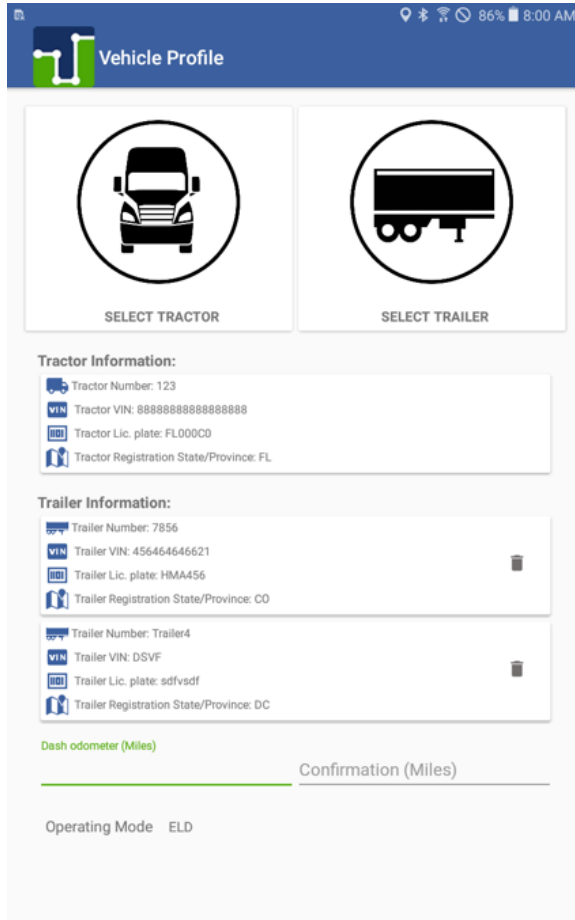 86% 8:00 AM
Vehicle Profile
SELECT TRACTOR
SELECT TRAILER
Tractor Information:
Tractor Number: 123
VIN Tractor VIN: 88888888888888888
Tractor Lic. plate: FL000C0
Tractor Registration State/Province: FL
Trailer Information:
Trailer Number: 7856
VIN Trailer VIN: 456464646621
Trailer Lic. plate: HMA456
Trailer Registration State/Province: CO
Trailer Number: Trailer4
VIN Trailer VIN: DSVF
Trailer Lic. plate: sdfvsdf
Trailer Registration State/Province: DC
Dash odometer (Miles)
Confirmation (Miles)
Operating Mode ELD